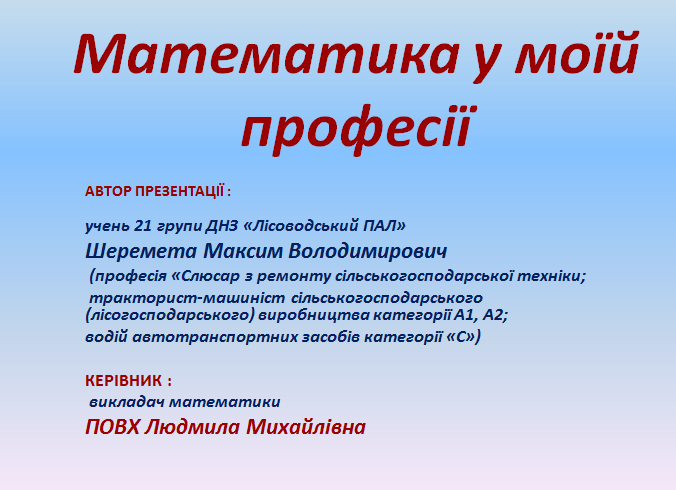 Математика у моїй
професії
АВТОР ПРЕЗЕНТАЦІЇ :
учень 21 групи ДНЗ «Лісоводський ПАЛ»
Шеремета Максим Володимирович
(професія «Слюсар з ремонту сільськогосподарської техніки;
тракторист-машиніст сільськогосподарського
(лісогосподарського) виробництва категорії А1, А2;
водій автотранспортних засобів категорії «С»)
КЕРІВНИК :
викладач математики
ПОВХ Людмила Михайлівна